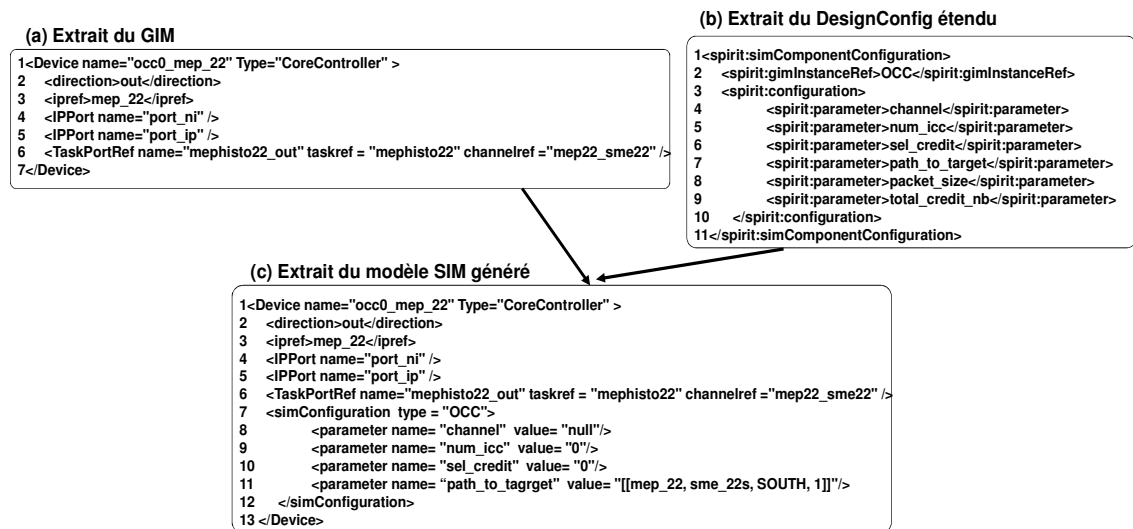 (a) Extrait du GIM
1<Device name="occ0_mep_22" Type="CoreController" >
2 <direction>out</direction>
3 <ipref>mep_22</ipref>
4 <IPPort name="port_ni" />
5 <IPPort name="port_ip" />
6 <TaskPortRef name="mephisto22_out" taskref = "mephisto22" channelref ="mep22_sme22" />
7</Device>
(b) Extrait du DesignConfig étendu
1<spirit:simComponentConfiguration>
2 <spirit:gimInstanceRef>OCC</spirit:gimInstanceRef>
3 <spirit:configuration>
4 <spirit:parameter>channel</spirit:parameter>
5 <spirit:parameter>num_icc</spirit:parameter>
6 <spirit:parameter>sel_credit</spirit:parameter>
7 <spirit:parameter>path_to_target</spirit:parameter>
8 <spirit:parameter>packet_size</spirit:parameter>
9 <spirit:parameter>total_credit_nb</spirit:parameter>
10 </spirit:configuration>
11</spirit:simComponentConfiguration>
(c) Extrait du modèle SIM généré
1<Device name="occ0_mep_22" Type="CoreController" >
2 <direction>out</direction>
3 <ipref>mep_22</ipref>
4 <IPPort name="port_ni" />
5 <IPPort name="port_ip" />
6 <TaskPortRef name="mephisto22_out" taskref = "mephisto22" channelref ="mep22_sme22" />
7 <simConfiguration type = "OCC">
8 <parameter name= "channel" value= "null"/>
9 <parameter name= "num_icc" value= "0"/>
10 <parameter name= "sel_credit" value= "0"/>
11 <parameter name= “path_to_tagrget" value= "[[mep_22, sme_22s, SOUTH, 1]]"/>
12 </simConfiguration>
13 </Device>